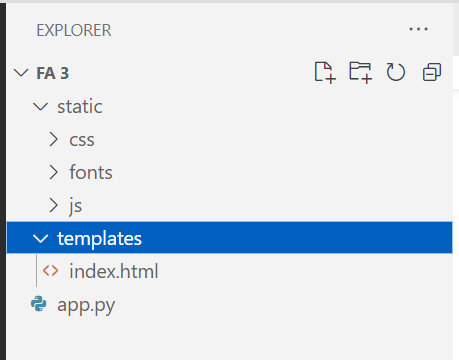 EXPLORER
FA 3
static
css
fonts
js
templates
index.html
app.py